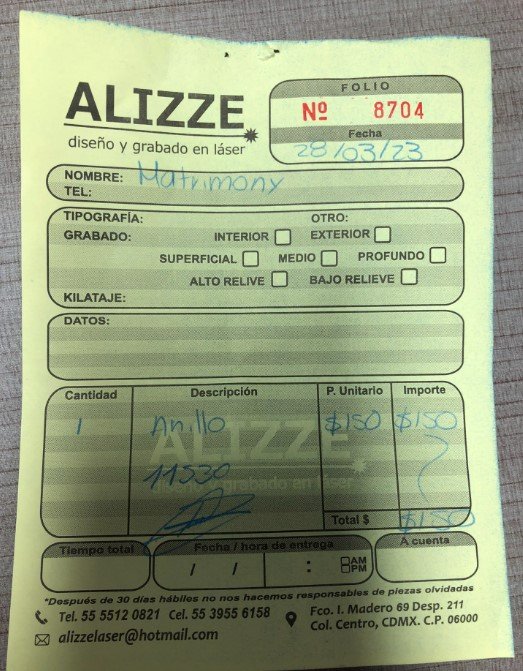 ALIZZE
diseño y grabado en láser
FOLIO
Nº 8704
Fecha
28/03/23
NOMBRE: Matrimony
TEL:
TIPOGRAFÍA: OTRO:
GRABADO: INTERIOR EXTERIOR
SUPERFICIAL MEDIO PROFUNDO
ALTO RELIVE BAJO RELIEVE
KILATAJE:
DATOS:
Cantidad Descripción P. Unitario Importe
1 Anillo $150 $150
ALIZZE
11530
diseño y grabado en láser
Total $ $150
Tiempo total Fecha / hora de entrega A cuenta
/ / : AM
PM
*Después de 30 días hábiles no nos hacemos responsables de piezas olvidadas
Tel. 55 5512 0821 Cel. 55 3955 6158
alizzelaser@hotmail.com
Fco. I. Madero 69 Desp. 211
Col. Centro, CDMX. C.P. 06000